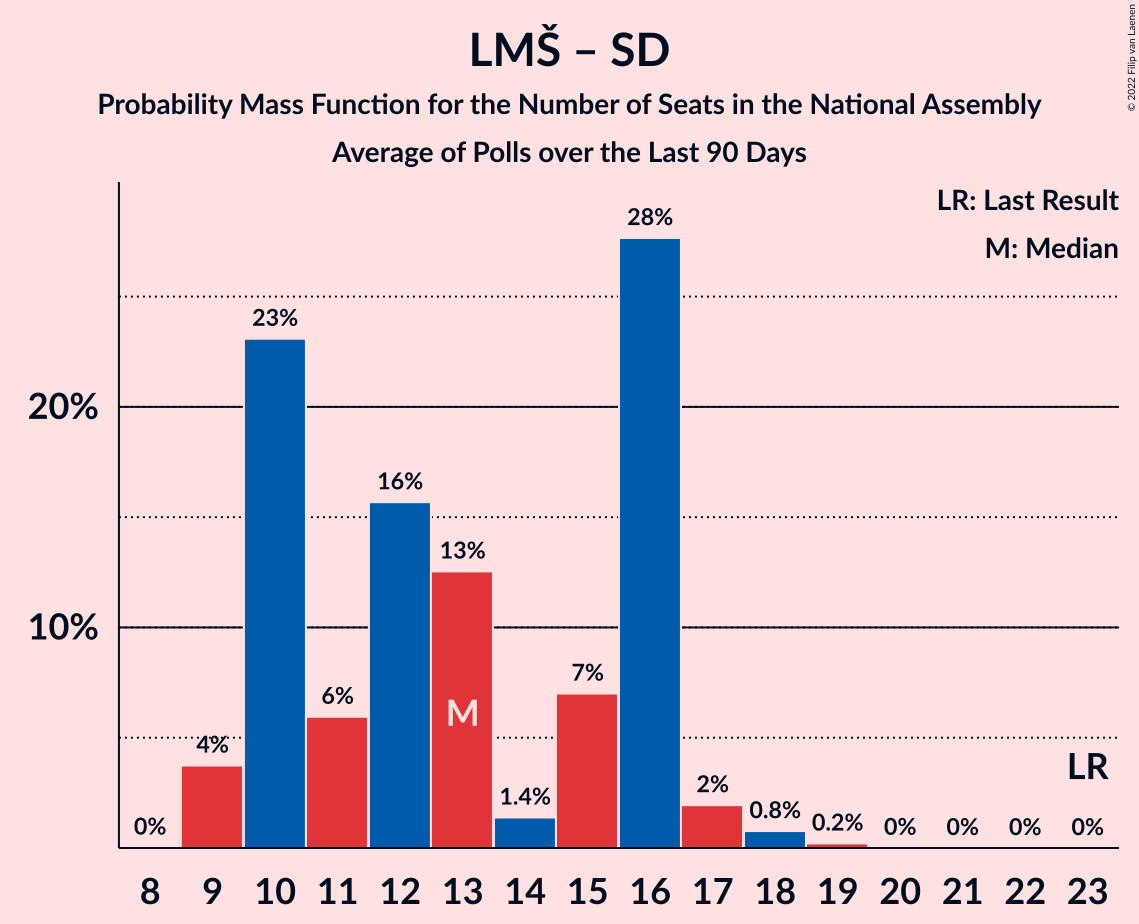 LMŠ – SD
Probability Mass Function for the Number of Seats in the National Assembly
Average of Polls over the Last 90 Days
© 2022 Filip van Laenen
LR: Last Result
M: Median
28%
23%
20%
16%
13%
10%
7%
6%
M
4%
LR
2%
1.4%
0.8%
0.2%
0%
0%
0%
0%
0%
8 9 10 11 12 13 14 15 16 17 18 19 20 21 22 23